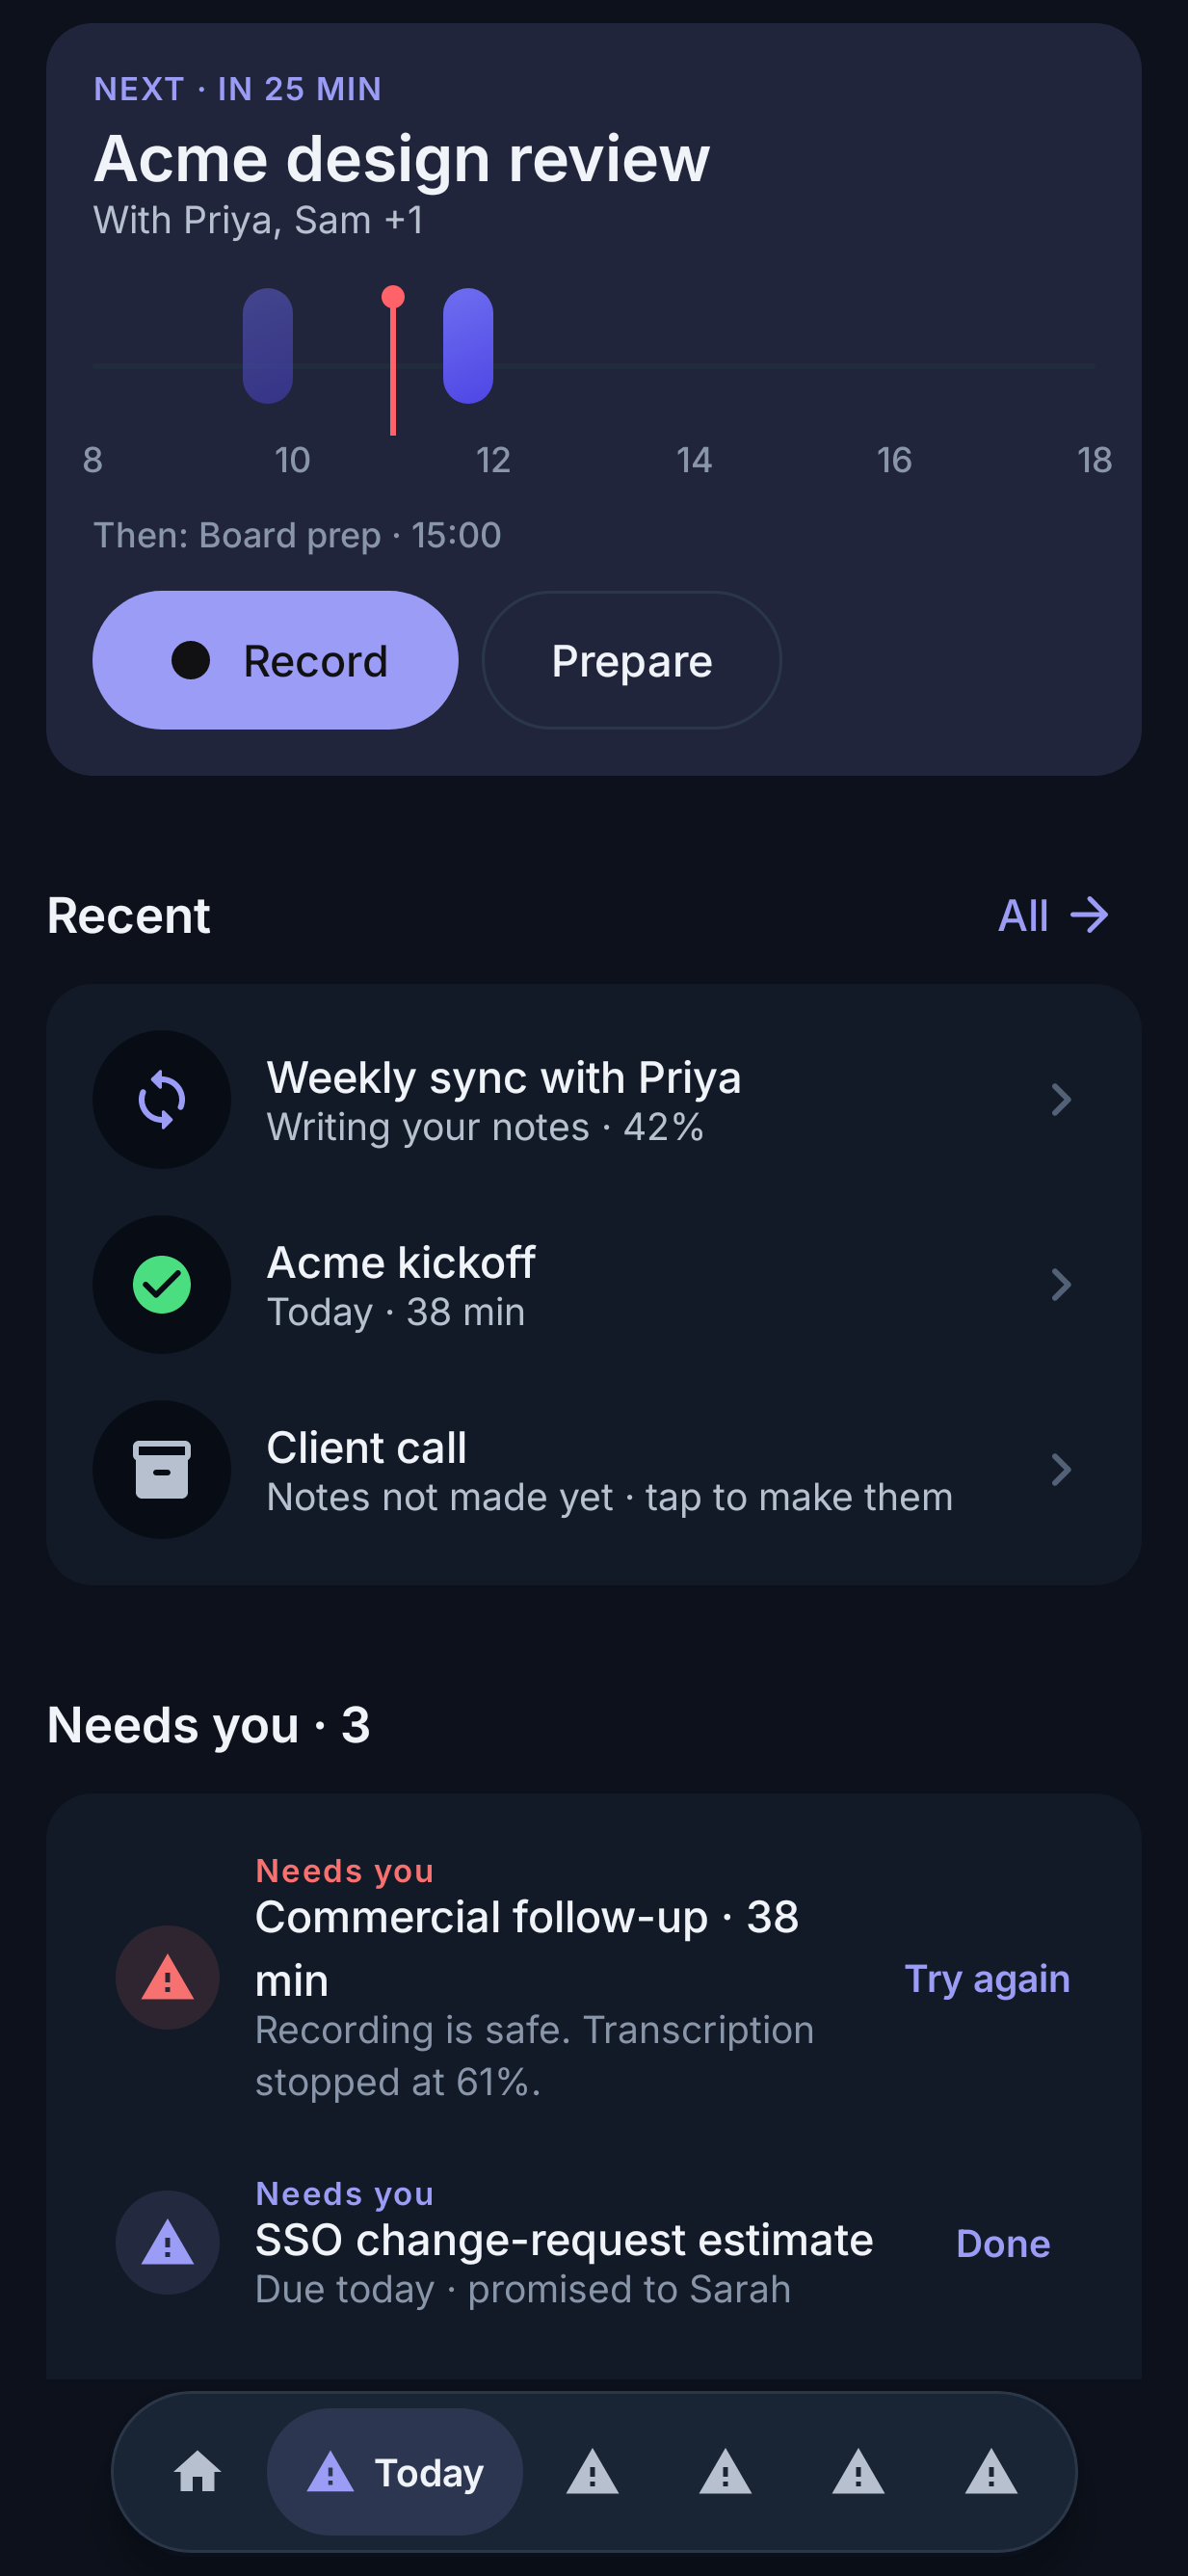 NEXT · IN 25 MIN
Acme design review
With Priya, Sam +1
8 10 12 14 16 18
Then: Board prep · 15:00
Record Prepare
Recent All
Weekly sync with Priya
Writing your notes · 42%
Acme kickoff
Today · 38 min
Client call
Notes not made yet · tap to make them
Needs you · 3
Needs you
Commercial follow-up · 38
min
Try again
Recording is safe. Transcription
stopped at 61%.
Needs you
SSO change-request estimate
Done
Due today · promised to Sarah
Today